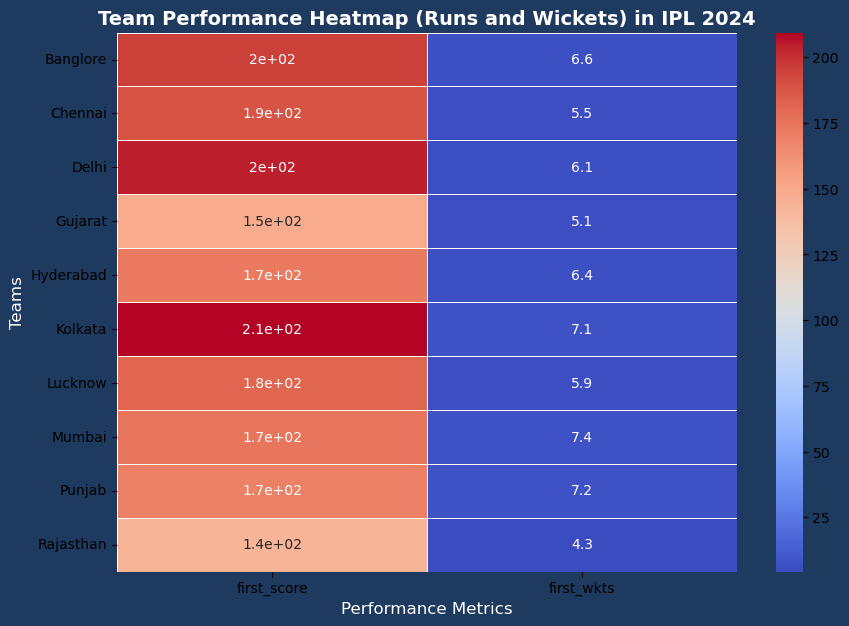 Team Performance Heatmap (Runs and Wickets) in IPL 2024
Banglore 2e+02 6.6
Chennai 1.9e+02 5.5
Delhi 2e+02 6.1
Gujarat 1.5e+02 5.1
Hyderabad 1.7e+02 6.4
Kolkata 2.1e+02 7.1
Lucknow 1.8e+02 5.9
Mumbai 1.7e+02 7.4
Punjab 1.7e+02 7.2
Rajasthan 1.4e+02 4.3
first_score first_wkts
Performance Metrics
Teams
200
175
150
125
100
75
50
25